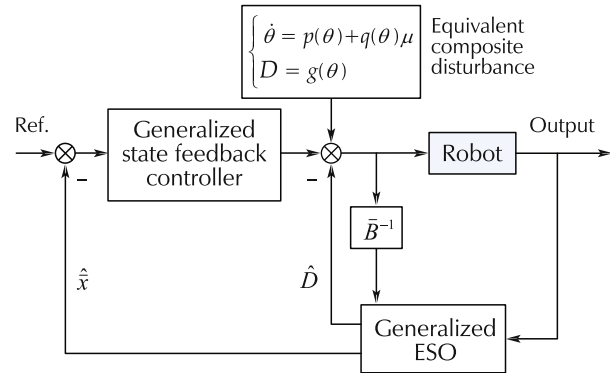 θ̇ = p(θ)+q(θ)μ
D = g(θ)
Equivalent
composite
disturbance
Ref.
Generalized
state feedback
controller
Robot
Output
–
–
B̄⁻¹
x̄̂
D̂
Generalized
ESO